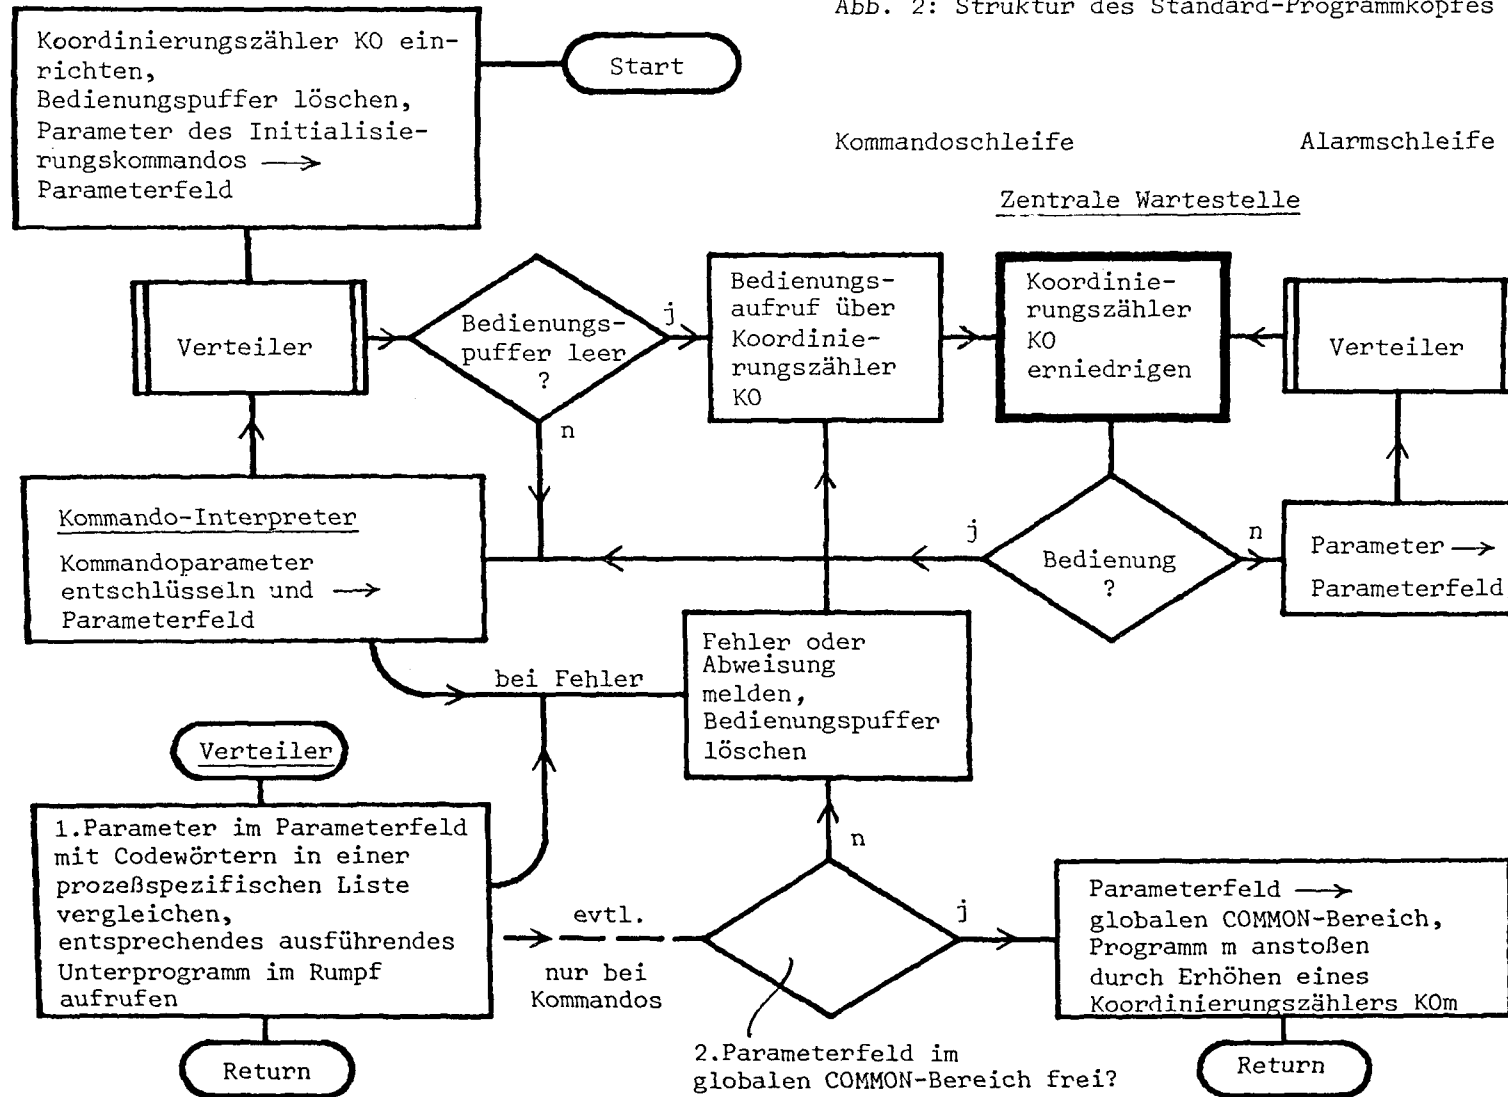 Abb. 2: Struktur des Standard-Programmkopfes
Koordinierungszähler KO ein-
richten,
Bedienungspuffer löschen,
Parameter des Initialisie-
rungskommandos →
Parameterfeld
Start
Kommandoschleife
Alarmschleife
Zentrale Wartestelle
Verteiler
Bedienungs-
puffer leer
?
j
n
Bedienungs-
aufruf über
Koordinie-
rungszähler
KO
Koordinie-
rungszähler
KO
erniedrigen
Verteiler
Kommando-Interpreter
Kommandoparameter
entschlüsseln und →
Parameterfeld
j
Bedienung
?
n
Parameter →
Parameterfeld
bei Fehler
Fehler oder
Abweisung
melden,
Bedienungspuffer
löschen
Verteiler
1.Parameter im Parameterfeld
mit Codewörtern in einer
prozeßspezifischen Liste
vergleichen,
entsprechendes ausführendes
Unterprogramm im Rumpf
aufrufen
Return
evtl.
nur bei
Kommandos
n
j
2.Parameterfeld im
globalen COMMON-Bereich frei?
Parameterfeld →
globalen COMMON-Bereich,
Programm m anstoßen
durch Erhöhen eines
Koordinierungszählers KOm
Return